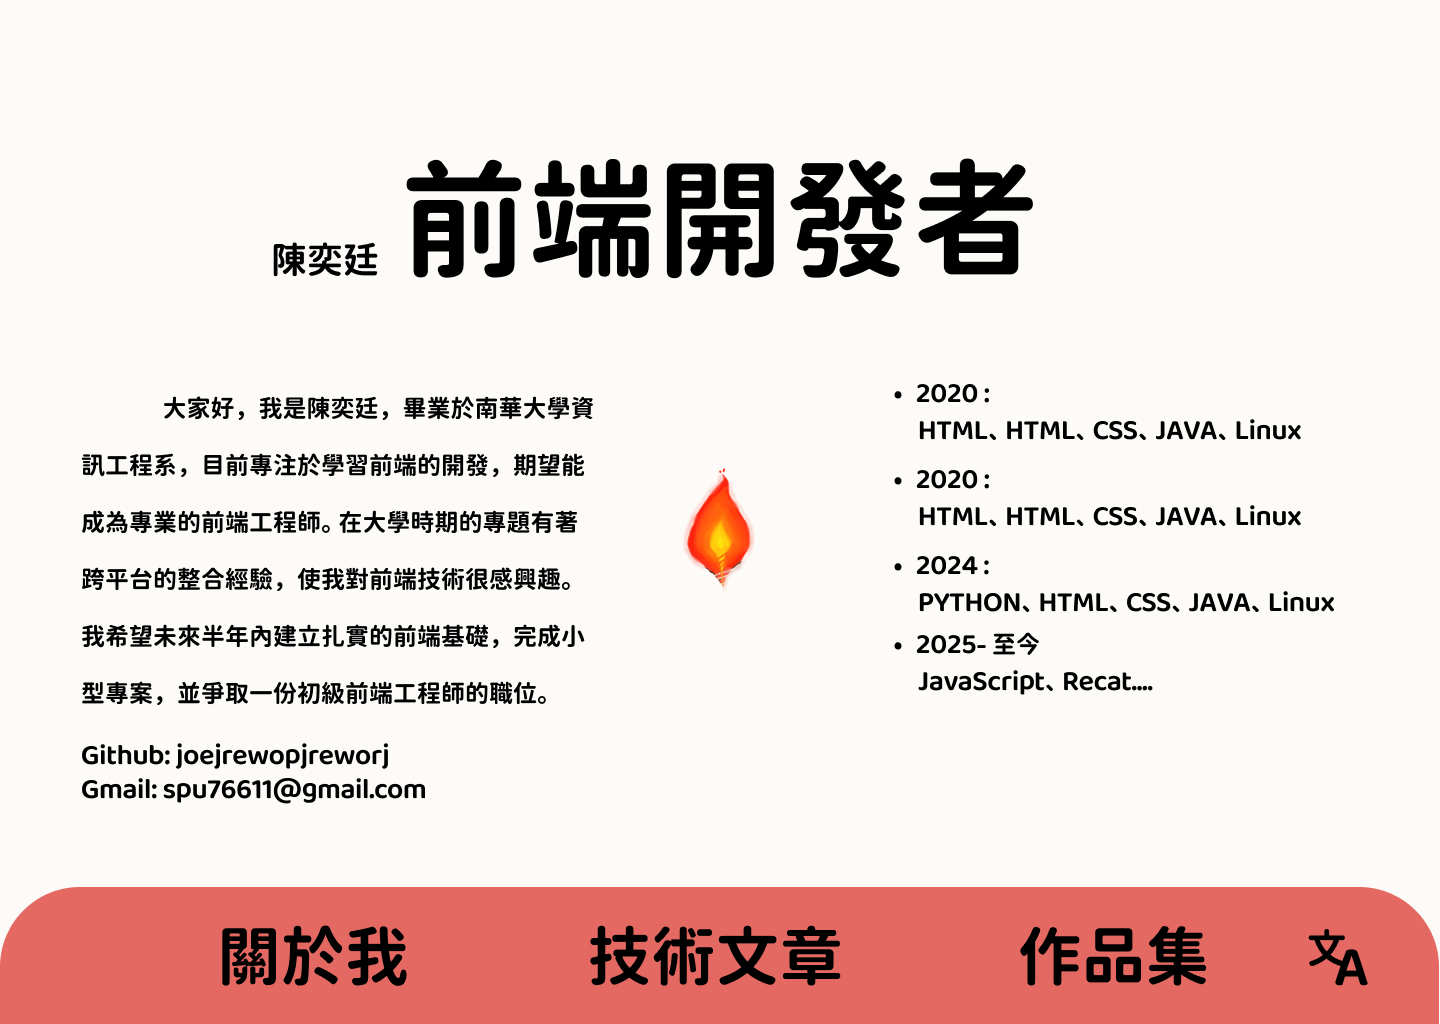 陳奕廷 前端開發者
大家好，我是陳奕廷，畢業於南華大學資
訊工程系，目前專注於學習前端的開發，期望能
成為專業的前端工程師。在大學時期的專題有著
跨平台的整合經驗，使我對前端技術很感興趣。
我希望未來半年內建立扎實的前端基礎，完成小
型專案，並爭取一份初級前端工程師的職位。
Github: joejrewopjreworj
Gmail: spu76611@gmail.com
• 2020 :
HTML、HTML、CSS、JAVA、Linux
• 2020 :
HTML、HTML、CSS、JAVA、Linux
• 2024 :
PYTHON、HTML、CSS、JAVA、Linux
• 2025- 至今
JavaScript、Recat....
關於我 技術文章 作品集 文A